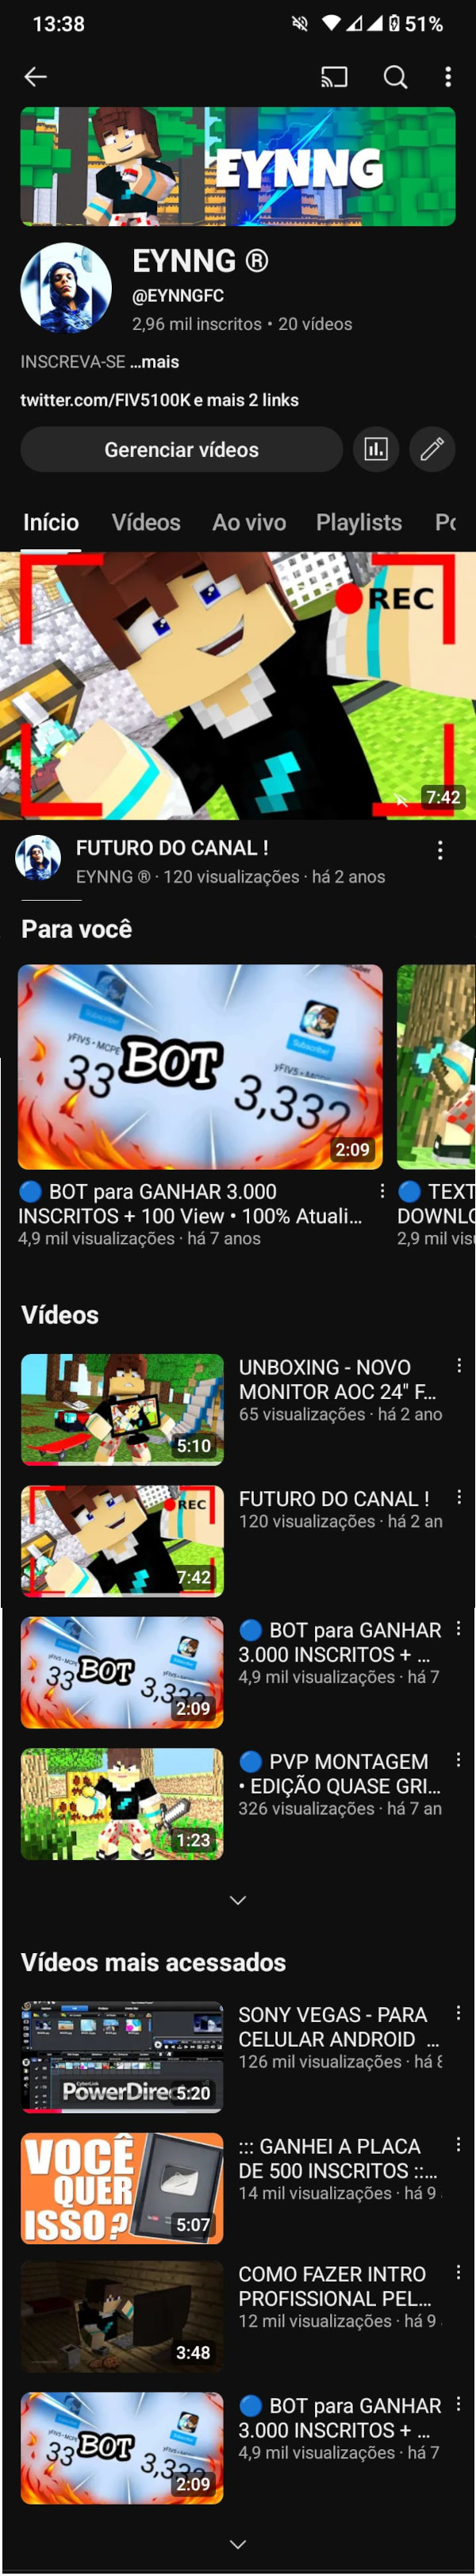 13:38
51%
EYNNG
EYNNG ®
@EYNNGFC
2,96 mil inscritos • 20 vídeos
INSCREVA-SE ...mais
twitter.com/FIV5100K e mais 2 links
Gerenciar vídeos
Início Vídeos Ao vivo Playlists Po
REC
7:42
FUTURO DO CANAL !
EYNNG ® · 120 visualizações · há 2 anos
Para você
Subscribe!
yFIV5 • MCPE
33
BOT
3,332
2:09
🔵 BOT para GANHAR 3.000
INSCRITOS + 100 View • 100% Atuali...
4,9 mil visualizações · há 7 anos
🔵 TEXT
DOWNLO
2,9 mil vis
Vídeos
5:10
UNBOXING - NOVO
MONITOR AOC 24" F...
65 visualizações · há 2 ano
REC
7:42
FUTURO DO CANAL !
120 visualizações · há 2 an
33
BOT
3,332
2:09
🔵 BOT para GANHAR
3.000 INSCRITOS + ...
4,9 mil visualizações · há 7
1:23
🔵 PVP MONTAGEM
• EDIÇÃO QUASE GRI...
326 visualizações · há 7 an
Vídeos mais acessados
PowerDirec
5:20
SONY VEGAS - PARA
CELULAR ANDROID ...
126 mil visualizações · há 8
VOCÊ
QUER
ISSO?
5:07
::: GANHEI A PLACA
DE 500 INSCRITOS ::...
14 mil visualizações · há 9
3:48
COMO FAZER INTRO
PROFISSIONAL PEL...
12 mil visualizações · há 9
33
BOT
3,332
2:09
🔵 BOT para GANHAR
3.000 INSCRITOS + ...
4,9 mil visualizações · há 7